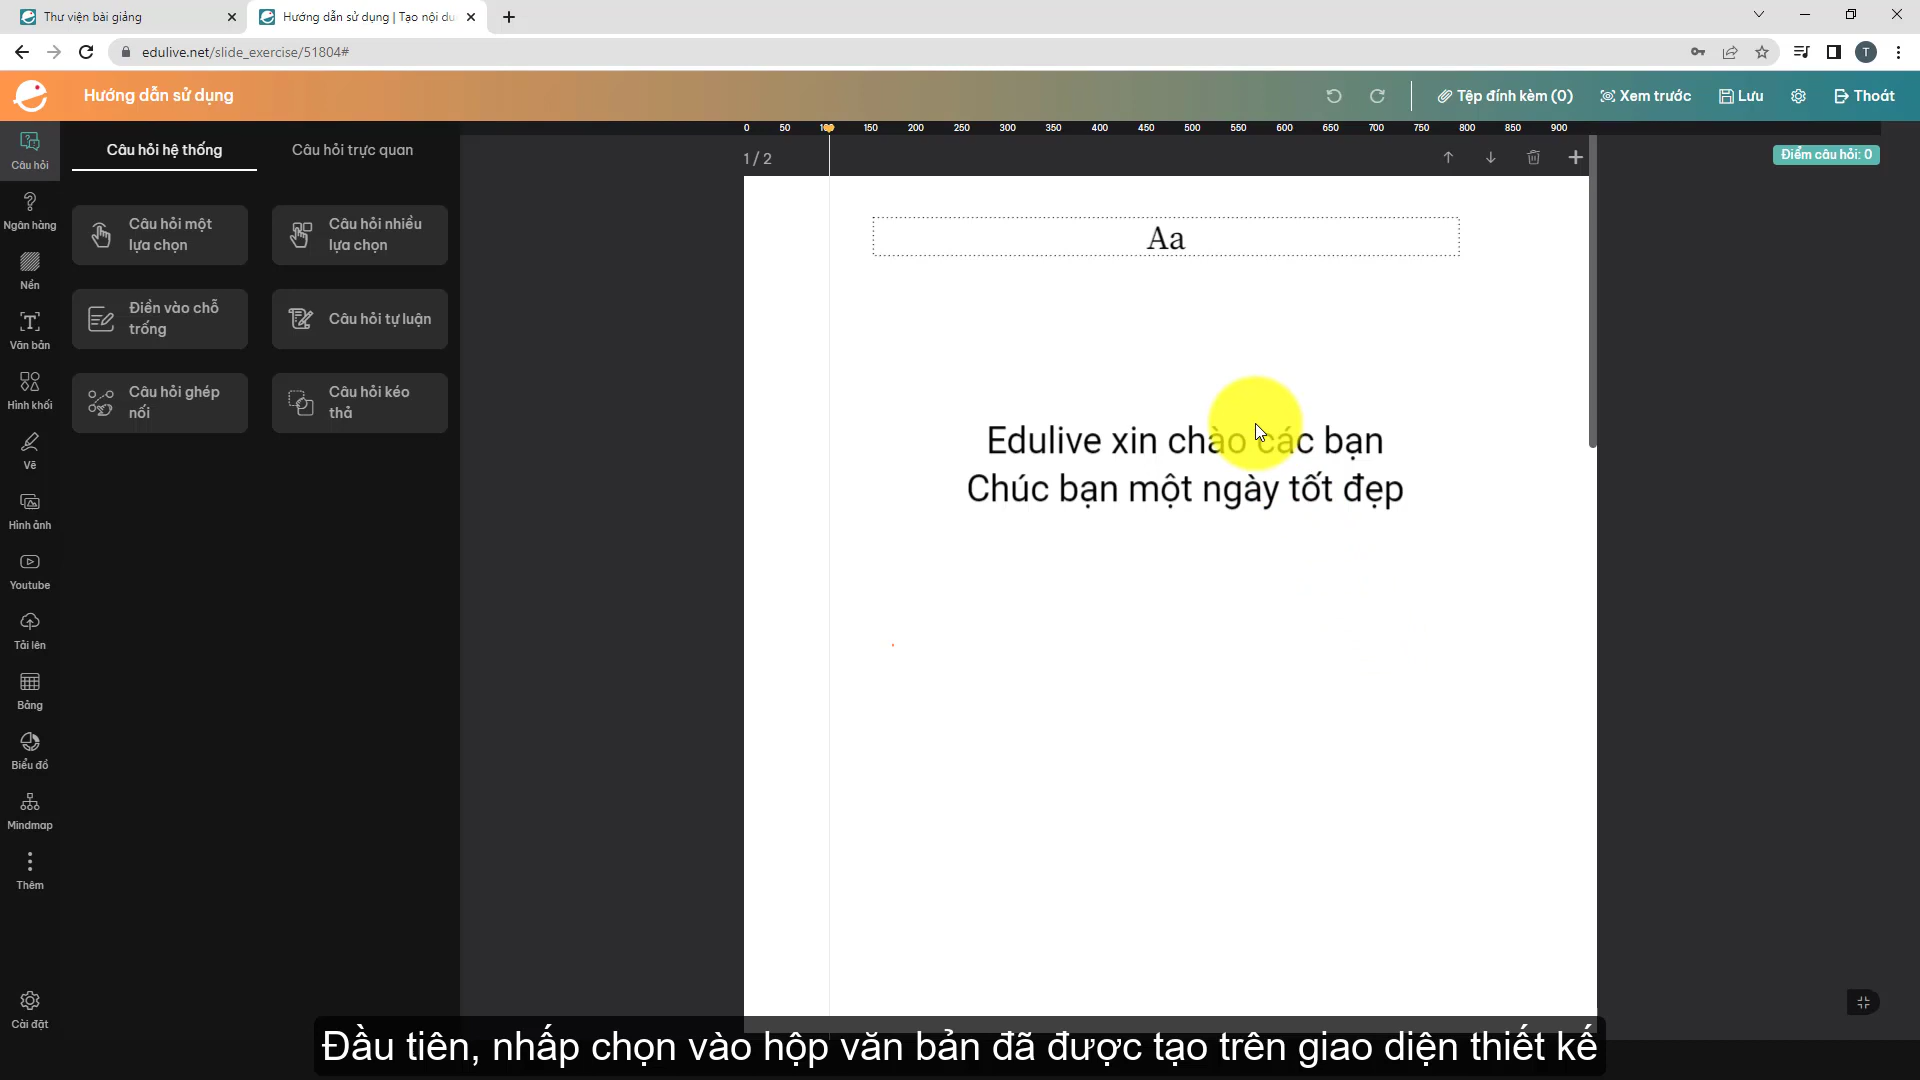 Thư viện bài giảng
Hướng dẫn sử dụng | Tạo nội du
edulive.net/slide_exercise/51804#
T
Hướng dẫn sử dụng
Tệp đính kèm (0)
Xem trước
Lưu
Thoát
Câu hỏi
Ngân hàng
Nền
Văn bản
Hình khối
Vẽ
Hình ảnh
Youtube
Tải lên
Bảng
Biểu đồ
Mindmap
Thêm
Cài đặt
Câu hỏi hệ thống
Câu hỏi trực quan
Câu hỏi một
lựa chọn
Câu hỏi nhiều
lựa chọn
Điền vào chỗ
trống
Câu hỏi tự luận
Câu hỏi ghép
nối
Câu hỏi kéo
thả
0 50 100 150 200 250 300 350 400 450 500 550 600 650 700 750 800 850 900
1 / 2
Điểm câu hỏi: 0
Aa
Edulive xin chào các bạn
Chúc bạn một ngày tốt đẹp
Đầu tiên, nhấp chọn vào hộp văn bản đã được tạo trên giao diện thiết kế